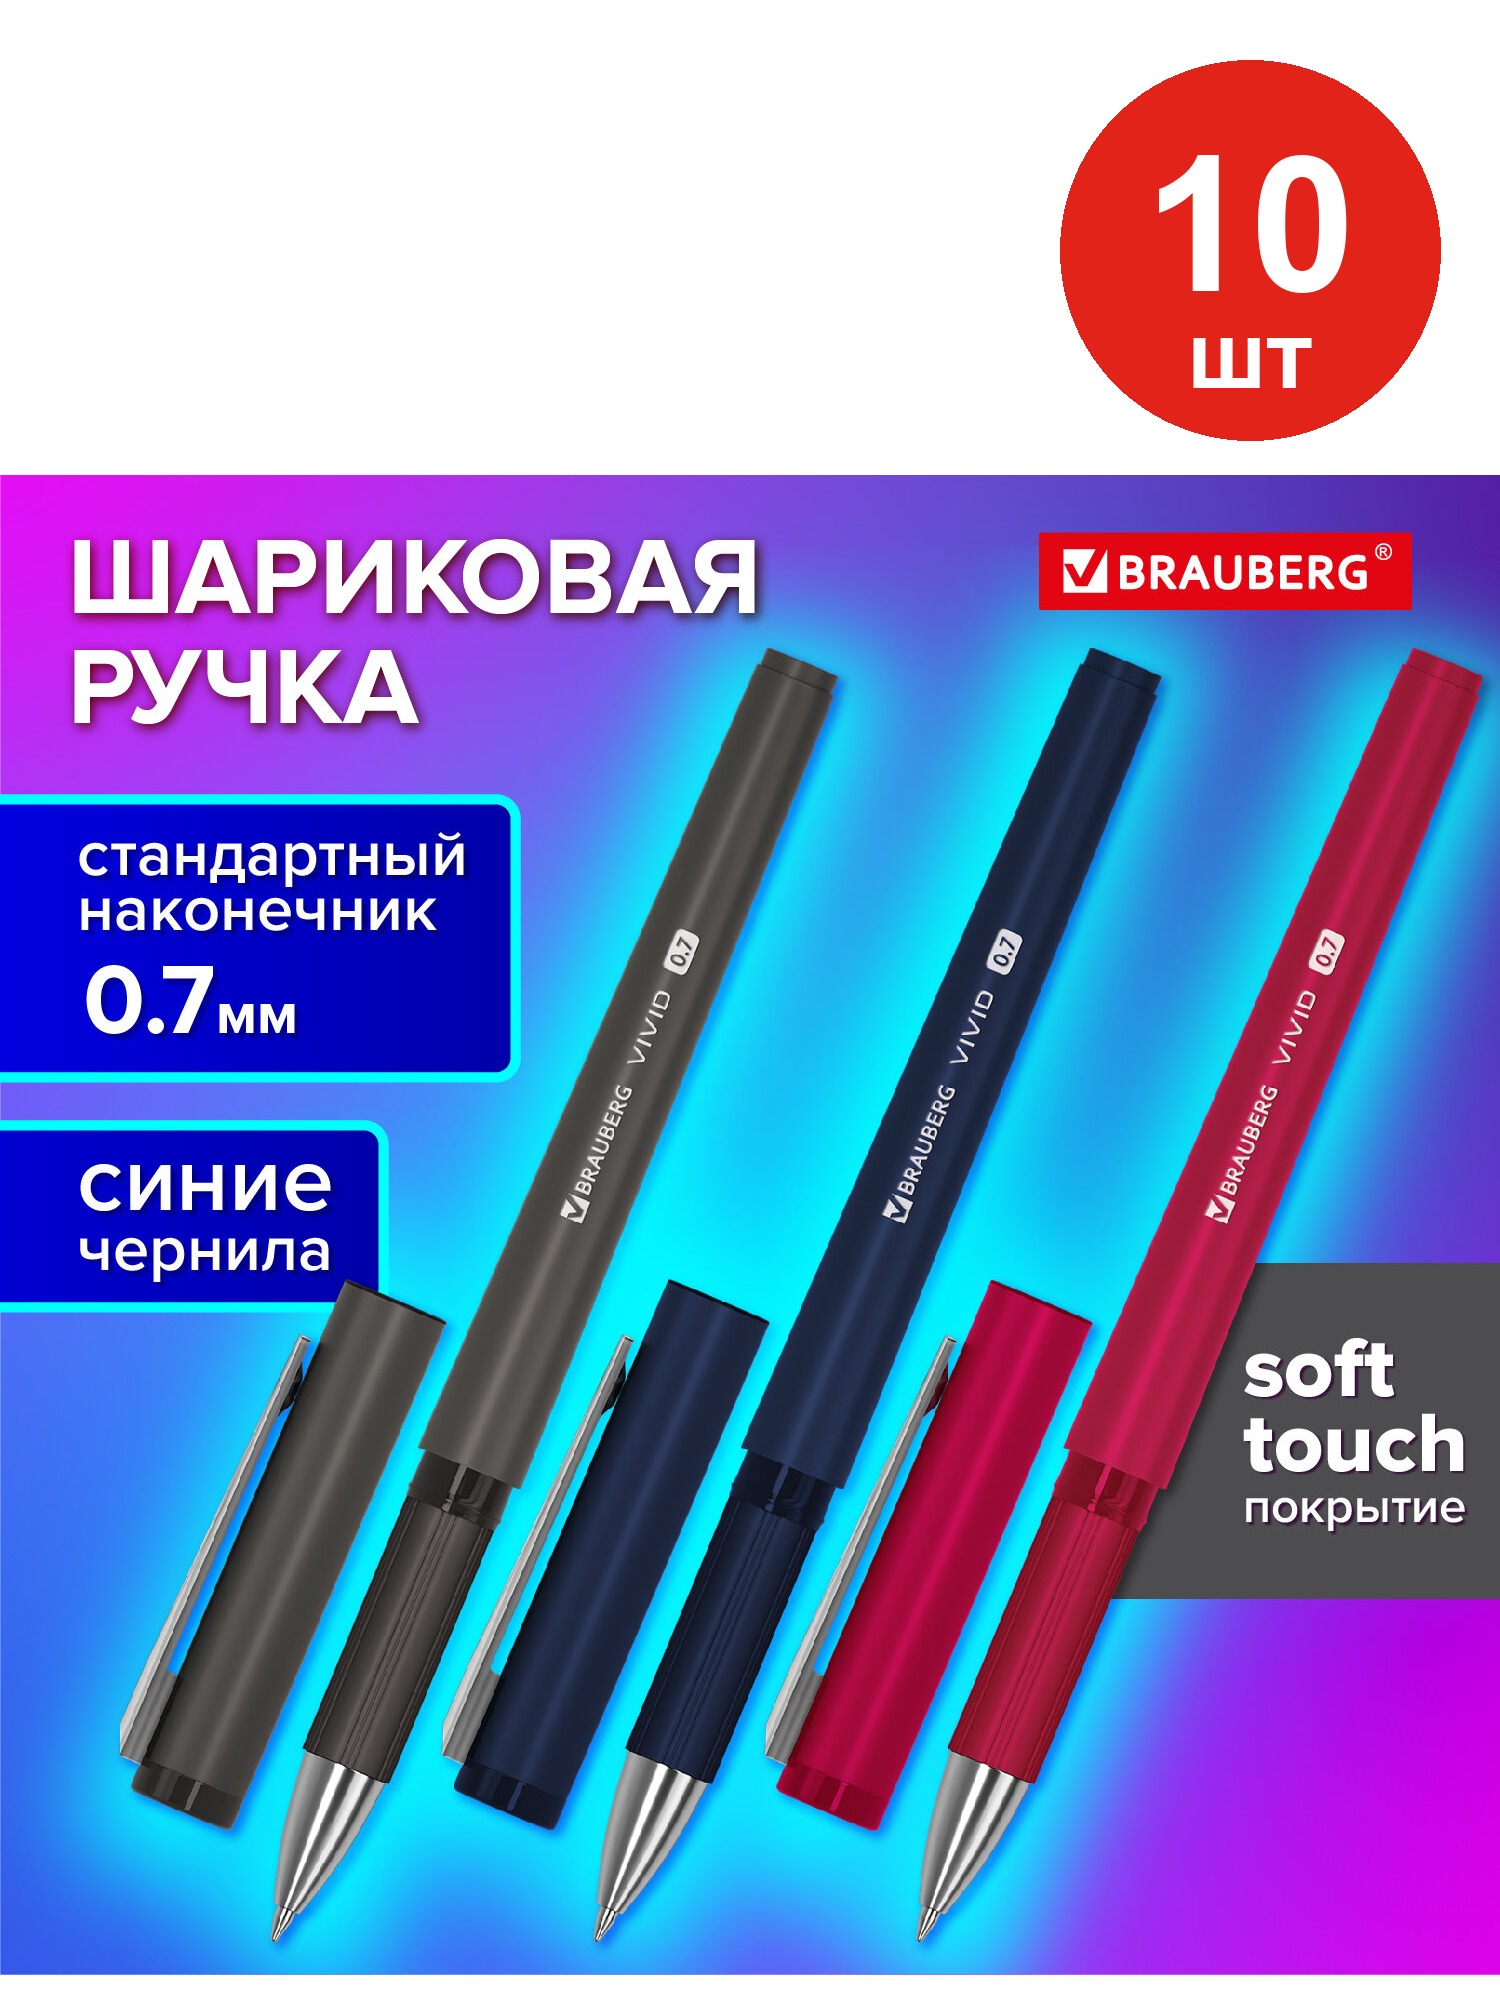 10
шт
ШАРИКОВАЯ
РУЧКА
BRAUBERG®
стандартный
наконечник
0.7мм
синие
чернила
BRAUBERG VIVID 0.7
BRAUBERG VIVID 0.7
BRAUBERG VIVID 0.7
soft
touch
покрытие